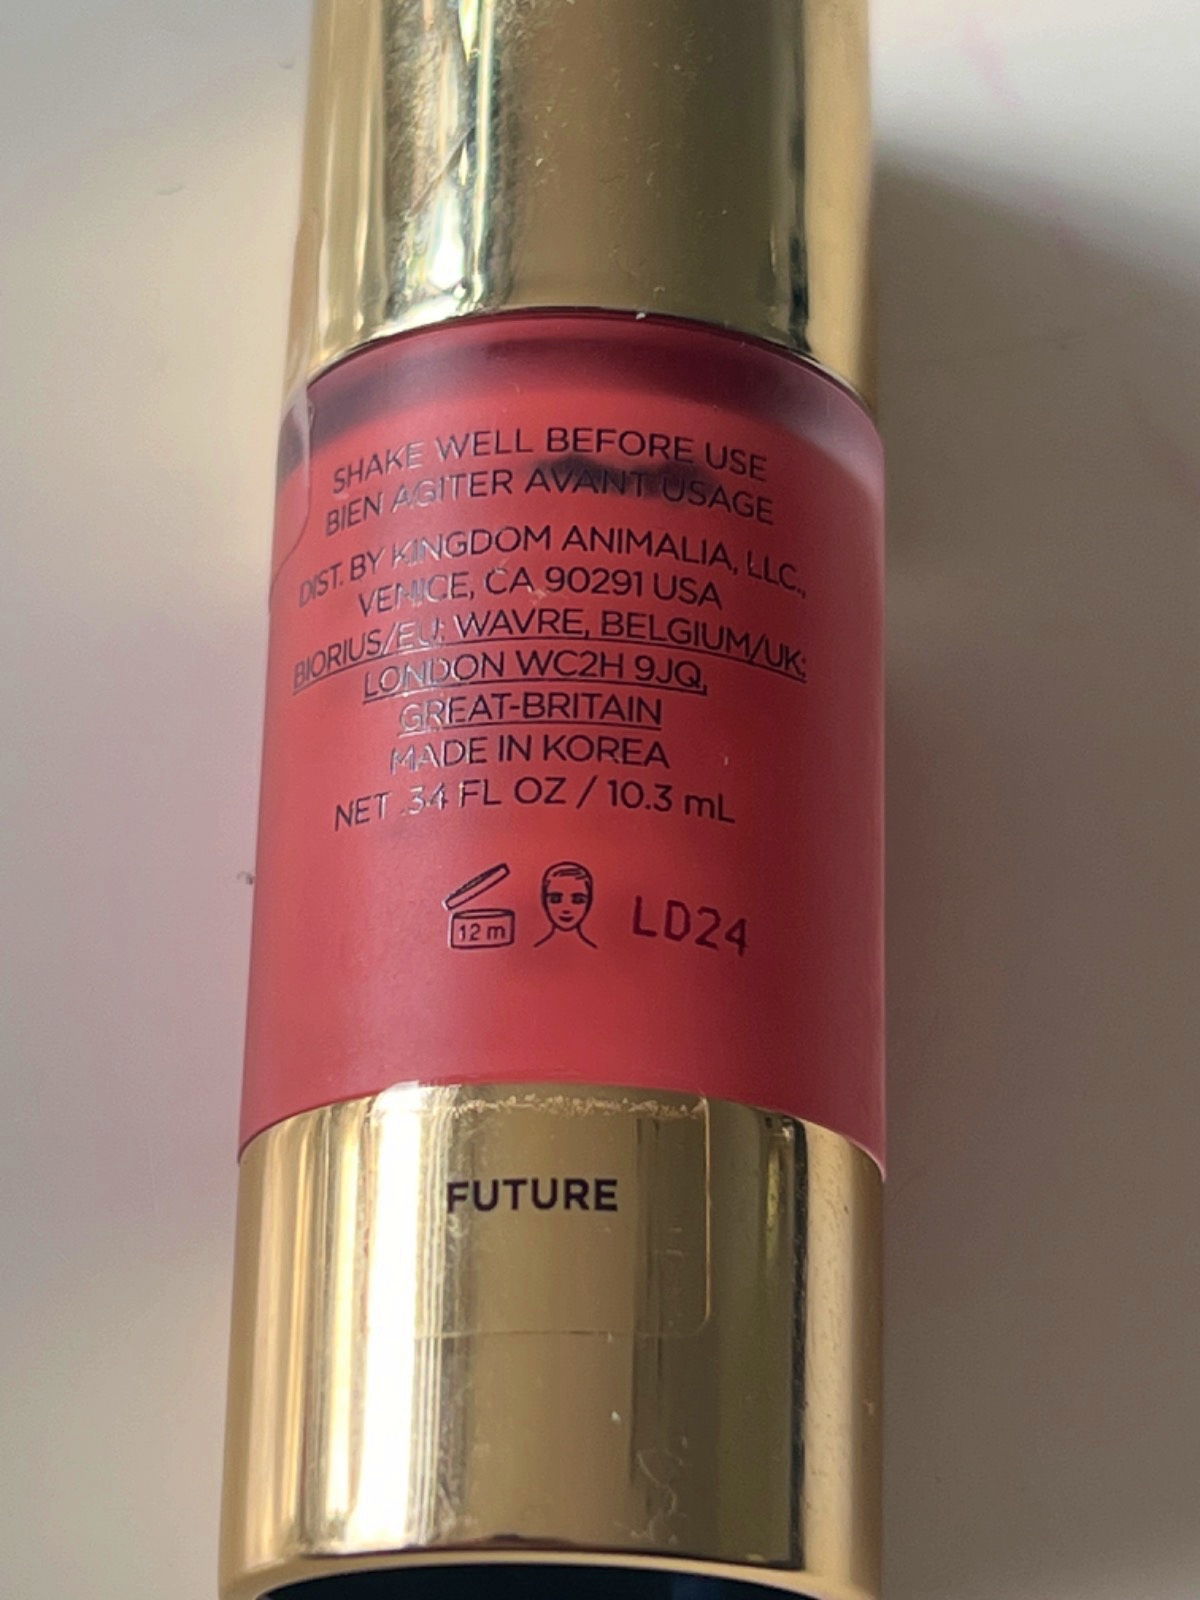 SHAKE WELL BEFORE USE
BIEN AGITER AVANT USAGE
DIST. BY KINGDOM ANIMALIA, LLC.,
VENICE, CA 90291 USA
BIORIUS/EU: WAVRE, BELGIUM/UK:
LONDON WC2H 9JQ,
GREAT-BRITAIN
MADE IN KOREA
NET .34 FL OZ / 10.3 mL
12 m LD24
FUTURE